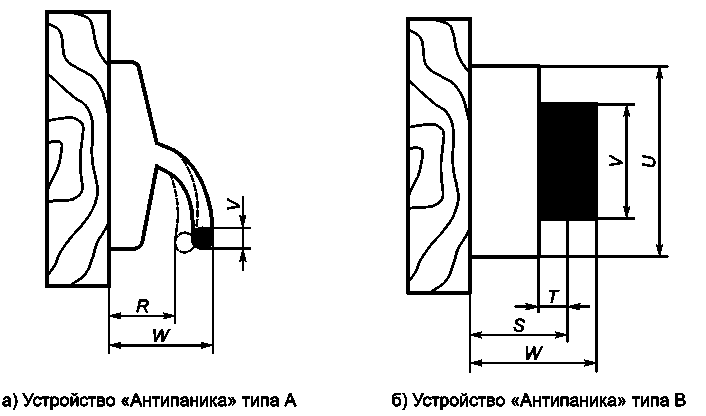 V
R
W
V
U
T
S
W
а) Устройство «Антипаника» типа А
б) Устройство «Антипаника» типа В